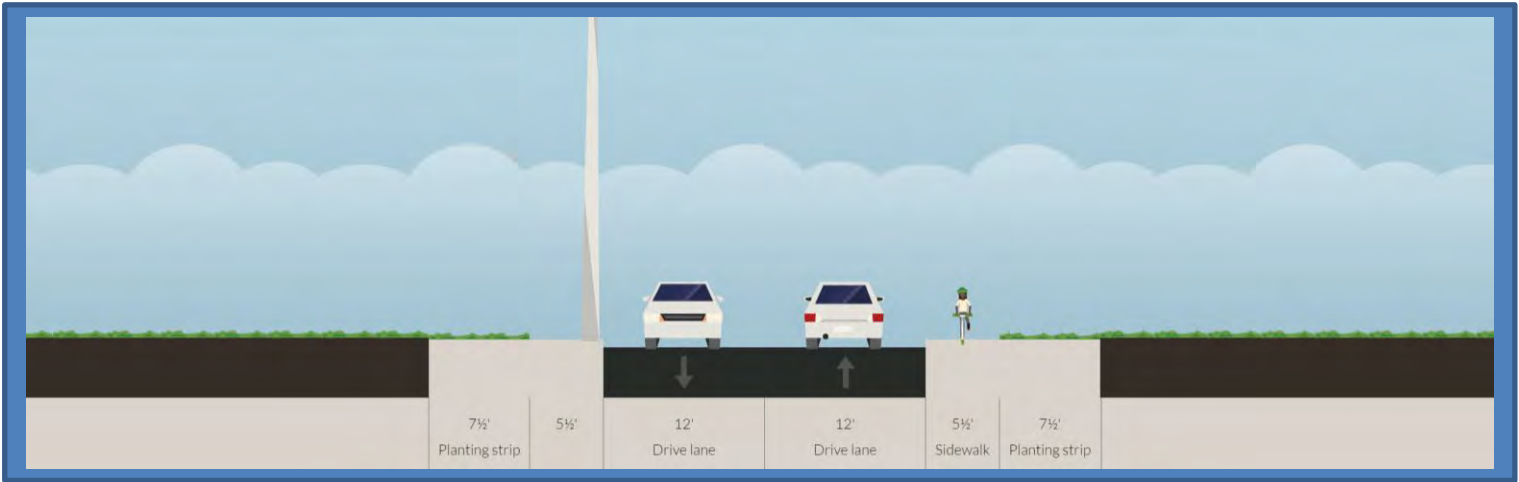 7½' 5½' 12' 12' 5½' 7½'
Planting strip Drive lane Drive lane Sidewalk Planting strip